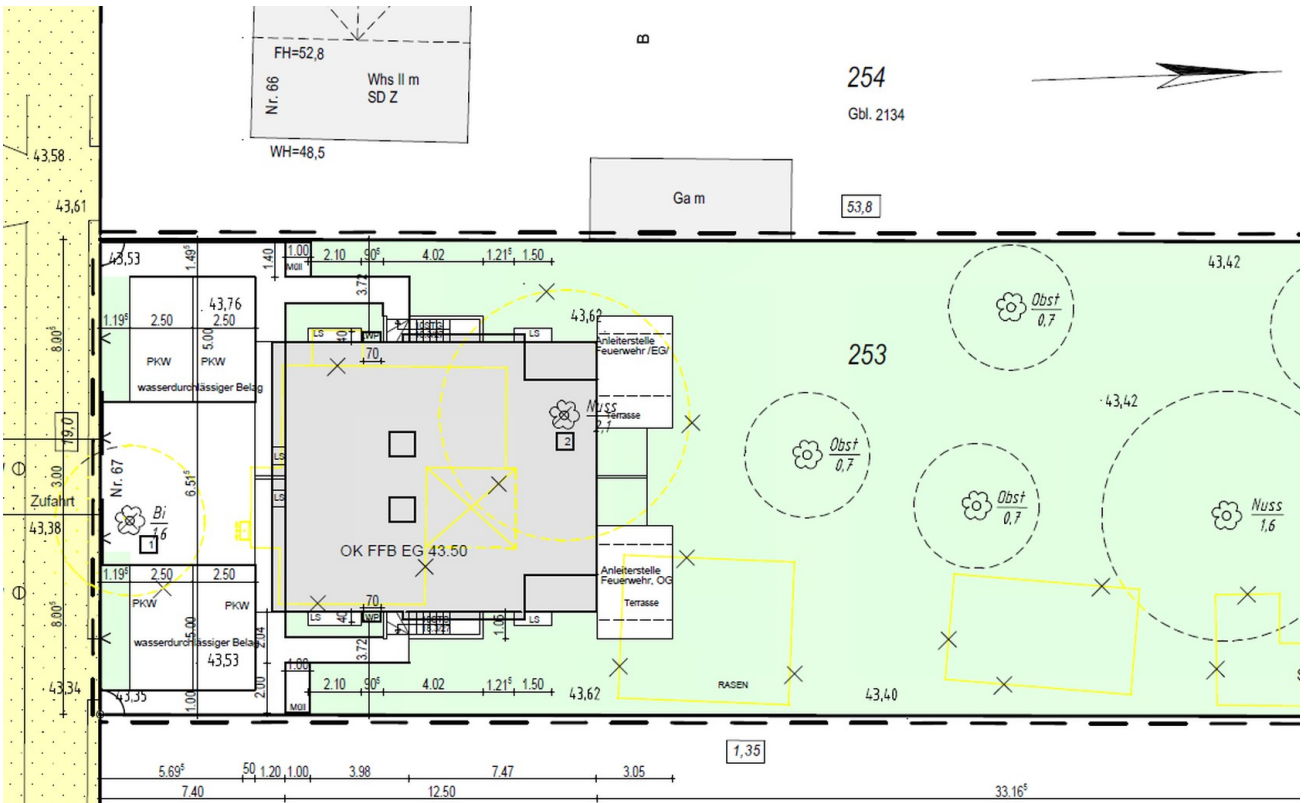 FH=52,8
Whs II m
SD Z
Nr. 66
WH=48,5
B
254
Gbl. 2134
43,58
43,61
Ga m
53,8
43,53
1.49⁵
1.40
1.00
Müll
2.10
90⁵
4.02
1.21⁵
1.50
3.72
43,42
43,76
1.19⁵
2.50
2.50
5.00
PKW
PKW
wasserdurchlässiger Belag
8.00⁵
LS
40
WP
70
LS
43,62
Anleiterstelle
Feuerwehr /EG/
Terrasse
253
Obst
0,7
43,42
Nuss
2,1
2
Obst
0,7
Obst
0,7
Nuss
1,6
19,0
3.00
Nr. 67
6.51⁵
LS
LS
Zufahrt
43,38
Bi
1,6
1
OK FFB EG 43.50
1.19⁵
2.50
2.50
PKW
PKW
5.00
wasserdurchlässiger Belag
43,53
2.04
8.00⁵
LS
40
WP
70
1.05
LS
Anleiterstelle
Feuerwehr, OG
Terrasse
43,34
43,35
1.00
2.00
1.00
Müll
3.72
2.10
90⁵
4.02
1.21⁵
1.50
43,62
RASEN
43,40
1,35
5.69⁵
50
1.20
1.00
3.98
7.47
3.05
7.40
12.50
33.16⁵